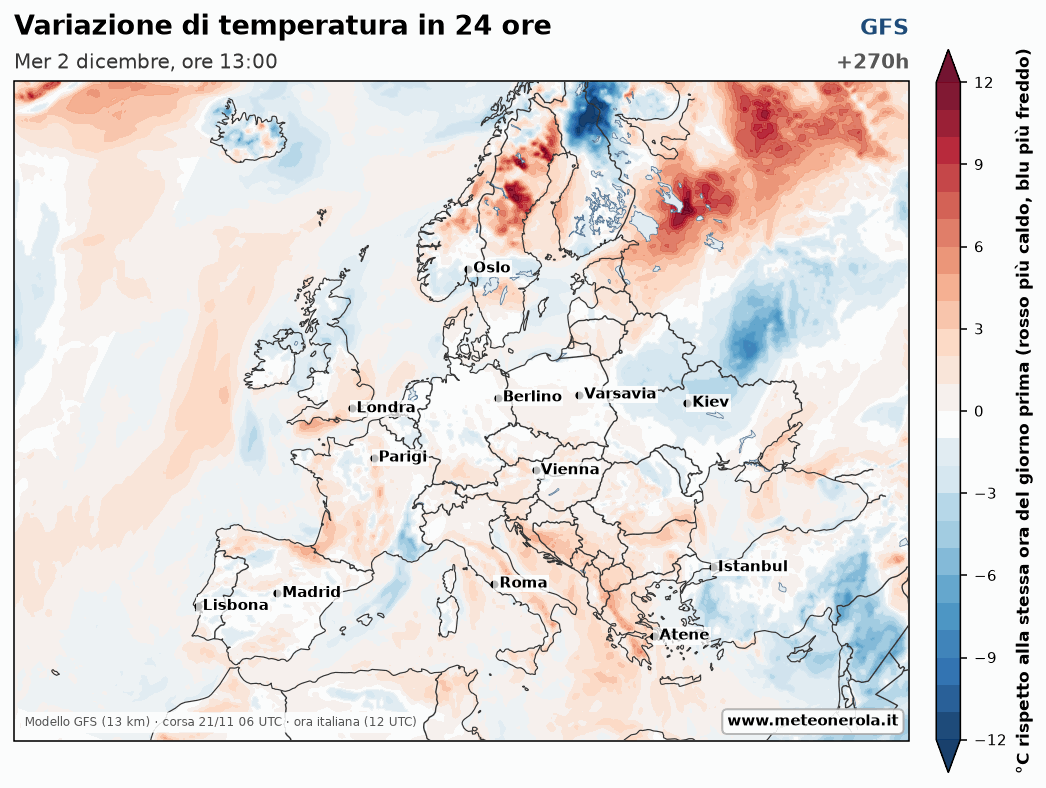 Variazione di temperatura in 24 ore
GFS
Mer 2 dicembre, ore 13:00
+270h
Oslo
Londra
Berlino
Varsavia
Kiev
Parigi
Vienna
Istanbul
Roma
Madrid
Lisbona
Atene
Modello GFS (13 km) · corsa 21/11 06 UTC · ora italiana (12 UTC)
www.meteonerola.it
12
9
6
3
0
−3
−6
−9
−12
°C rispetto alla stessa ora del giorno prima (rosso più caldo, blu più freddo)